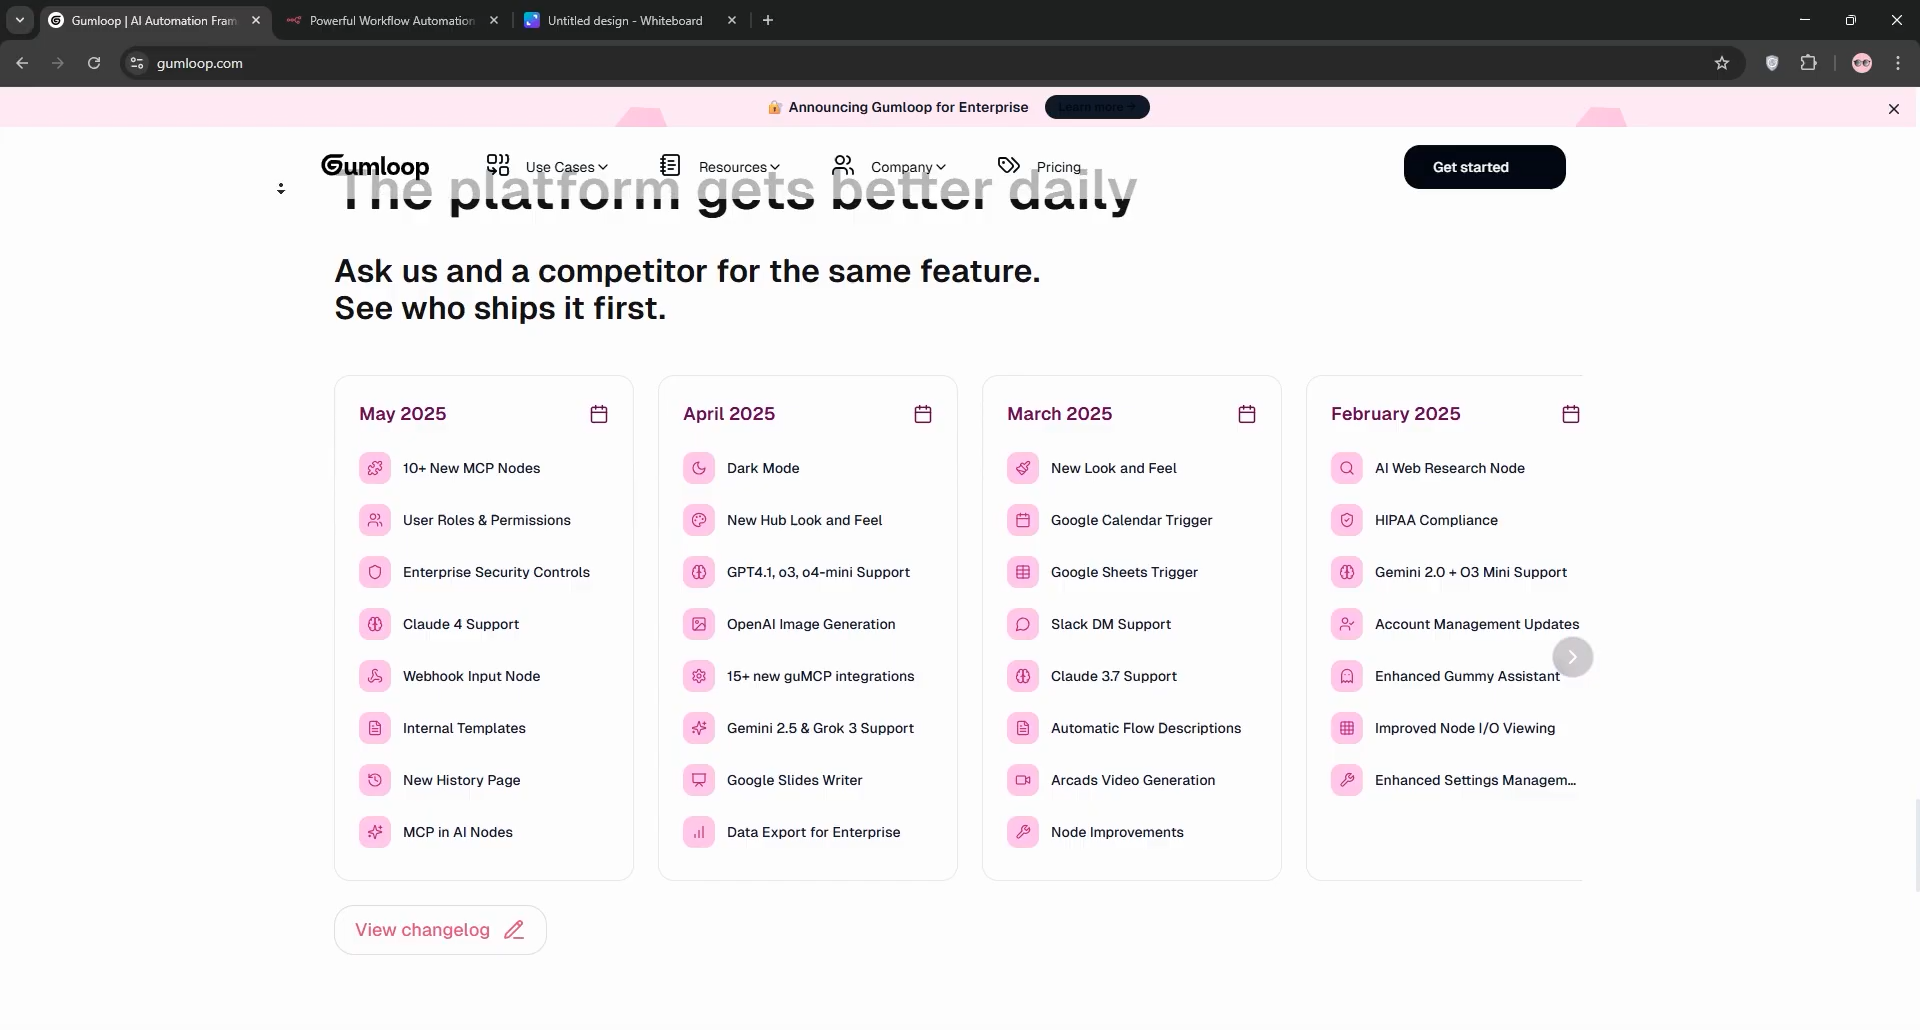 Gumloop | AI Automation Fram
Powerful Workflow Automation
Untitled design - Whiteboard
gumloop.com
Announcing Gumloop for Enterprise
Learn more
Gumloop
Use Cases
Resources
Company
Pricing
Get started
The platform gets better daily
Ask us and a competitor for the same feature.
See who ships it first.
May 2025
10+ New MCP Nodes
User Roles & Permissions
Enterprise Security Controls
Claude 4 Support
Webhook Input Node
Internal Templates
New History Page
MCP in AI Nodes
April 2025
Dark Mode
New Hub Look and Feel
GPT4.1, o3, o4-mini Support
OpenAI Image Generation
15+ new guMCP integrations
Gemini 2.5 & Grok 3 Support
Google Slides Writer
Data Export for Enterprise
March 2025
New Look and Feel
Google Calendar Trigger
Google Sheets Trigger
Slack DM Support
Claude 3.7 Support
Automatic Flow Descriptions
Arcads Video Generation
Node Improvements
February 2025
AI Web Research Node
HIPAA Compliance
Gemini 2.0 + O3 Mini Support
Account Management Updates
Enhanced Gummy Assistant
Improved Node I/O Viewing
Enhanced Settings Managem...
View changelog